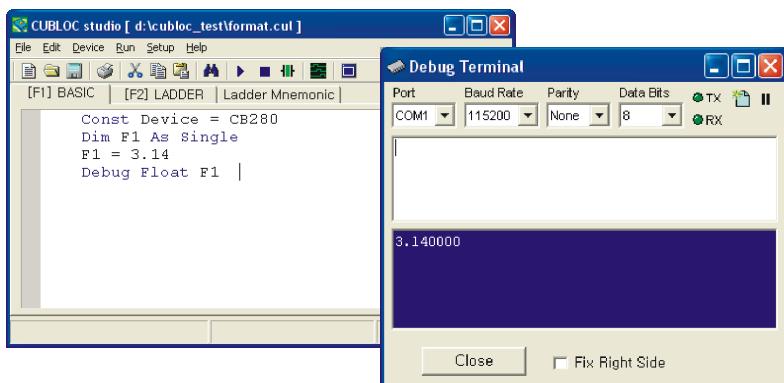 CUBLOC studio [ d:\cubloc_test\format.cul ]
File Edit Device Run Setup Help
[F1] BASIC [F2] LADDER Ladder Mnemonic
Const Device = CB280
Dim F1 As Single
F1 = 3.14
Debug Float F1
Debug Terminal
Port Baud Rate Parity Data Bits
COM1 115200 None 8
TX
RX
3.140000
Close Fix Right Side